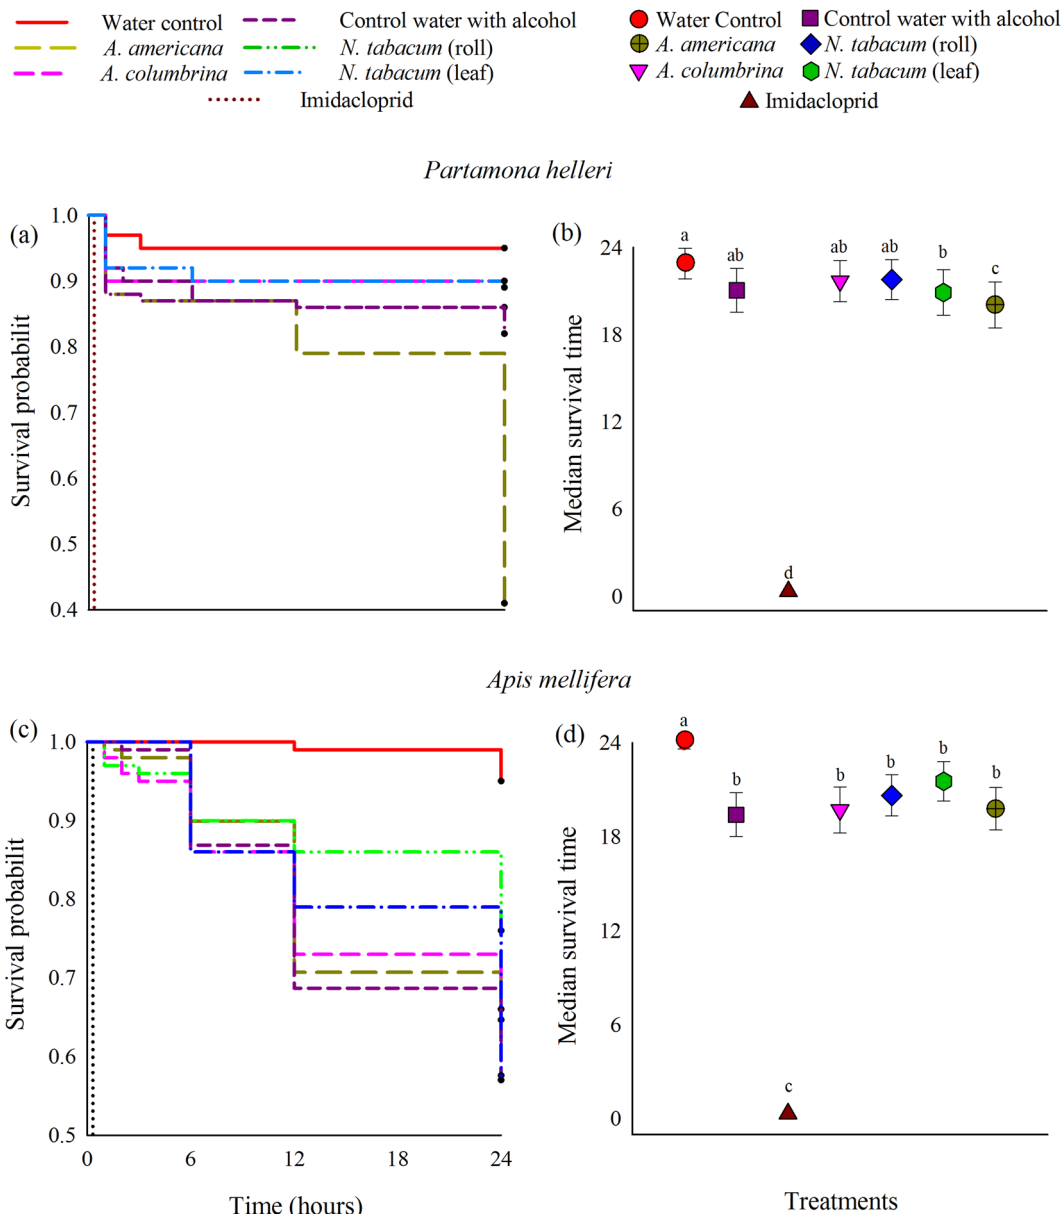 Water control
Control water with alcohol
A. americana
N. tabacum (roll)
A. columbrina
N. tabacum (leaf)
Imidacloprid
Water Control
Control water with alcohol
A. americana
N. tabacum (roll)
A. columbrina
N. tabacum (leaf)
Imidacloprid
Partamona helleri
(a)
Survival probabilit
1.0
0.9
0.8
0.7
0.6
0.5
0.4
(b)
Median survival time
24
18
12
6
0
a
ab
d
ab
ab
b
c
Apis mellifera
(c)
Survival probabilit
1.0
0.9
0.8
0.7
0.6
0.5
0
6
12
18
24
Time (hours)
(d)
Median survival time
24
18
12
6
0
a
b
c
b
b
b
b
Treatments